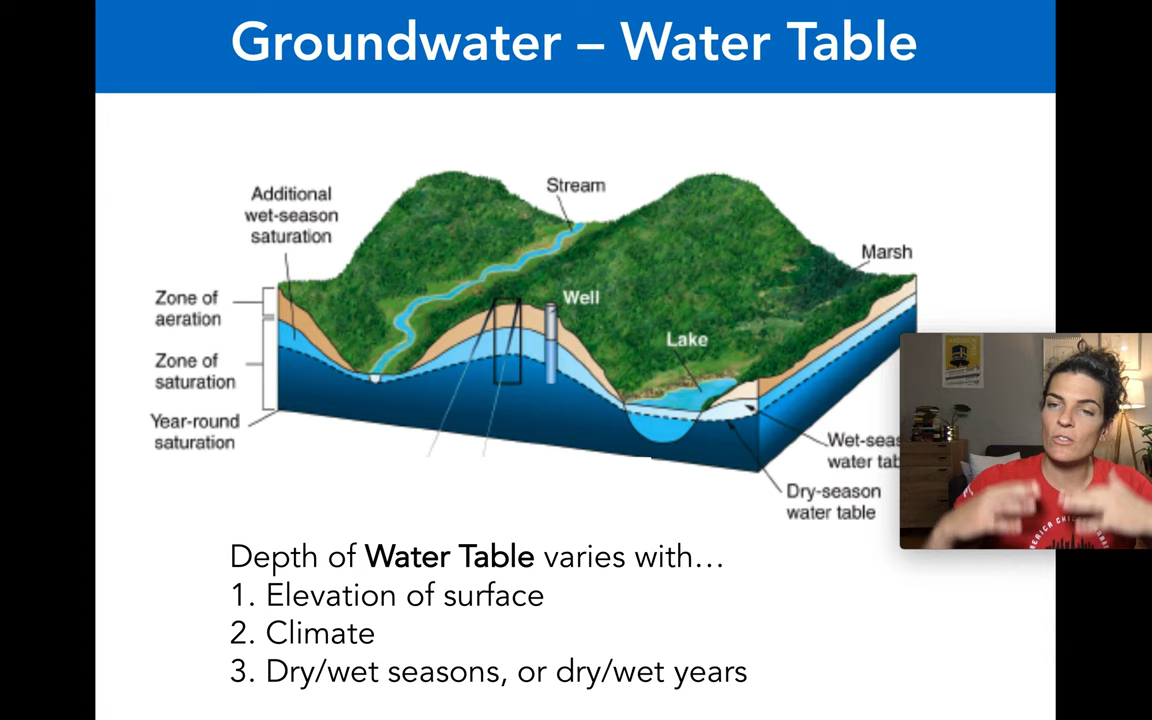 Groundwater – Water Table
Additional
wet-season
saturation
Stream
Marsh
Zone of
aeration
Well
Lake
Zone of
saturation
Year-round
saturation
Wet-seas
water tab
Dry-season
water table
Depth of Water Table varies with…
1. Elevation of surface
2. Climate
3. Dry/wet seasons, or dry/wet years